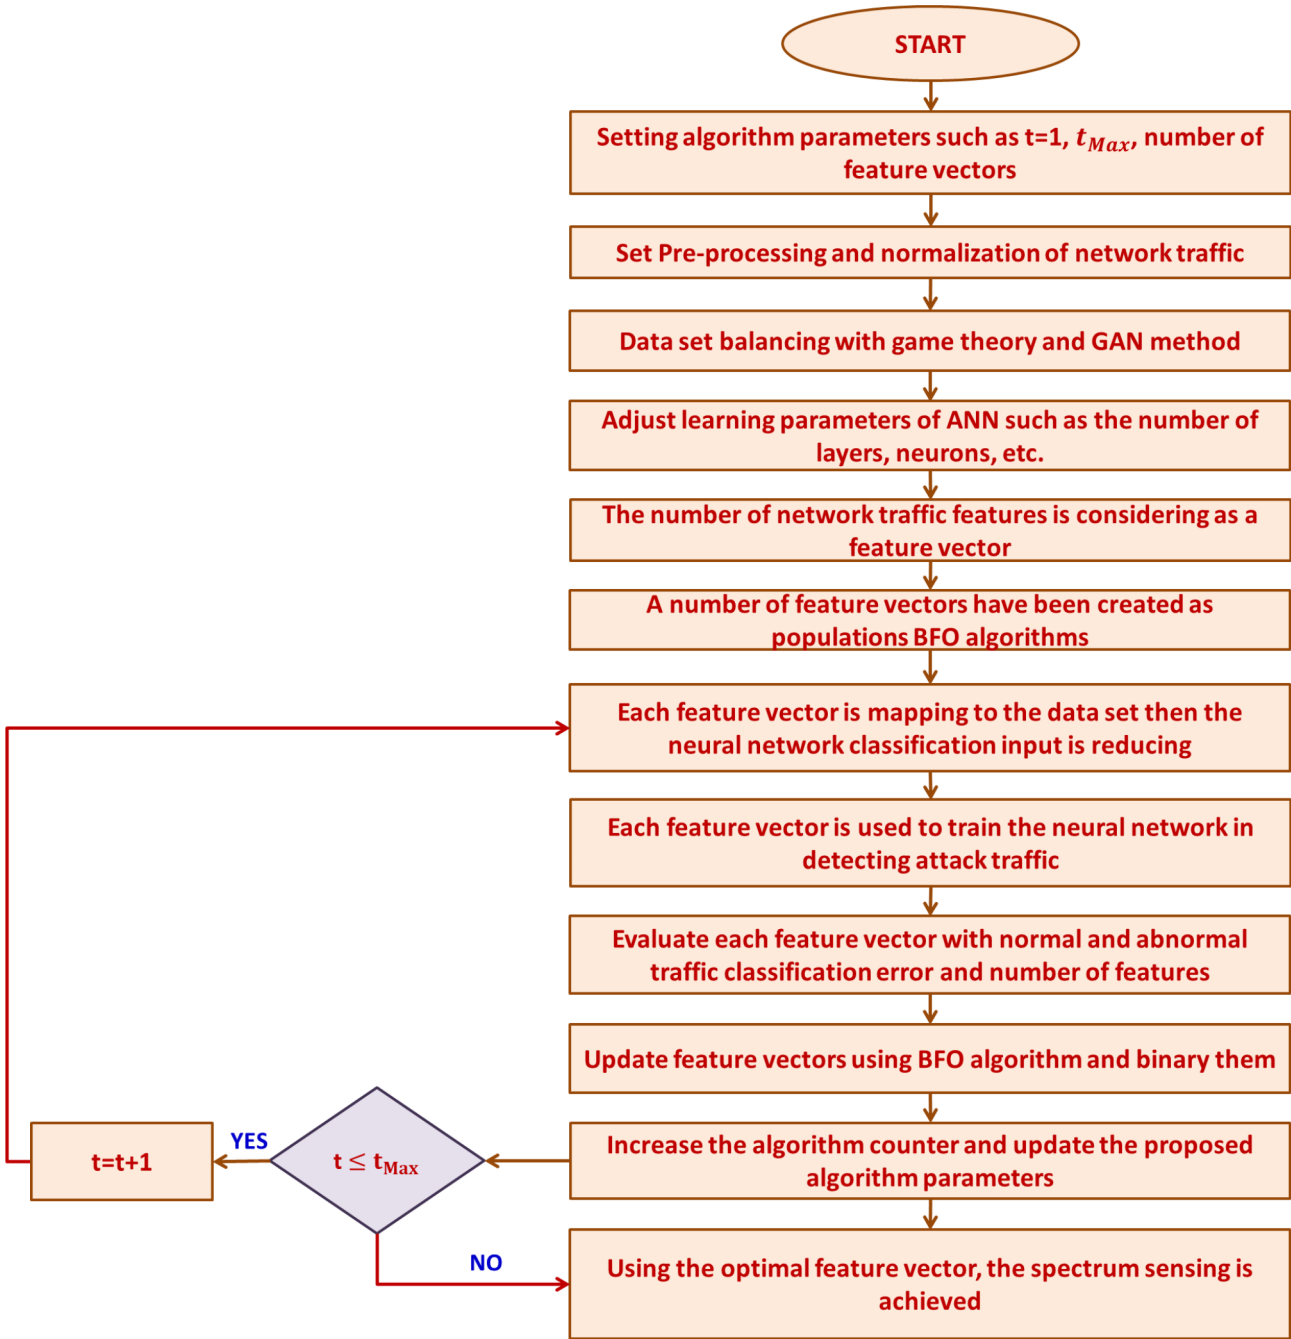 START
Setting algorithm parameters such as t=1, t_Max, number of
feature vectors
Set Pre-processing and normalization of network traffic
Data set balancing with game theory and GAN method
Adjust learning parameters of ANN such as the number of
layers, neurons, etc.
The number of network traffic features is considering as a
feature vector
A number of feature vectors have been created as
populations BFO algorithms
Each feature vector is mapping to the data set then the
neural network classification input is reducing
Each feature vector is used to train the neural network in
detecting attack traffic
Evaluate each feature vector with normal and abnormal
traffic classification error and number of features
Update feature vectors using BFO algorithm and binary them
Increase the algorithm counter and update the proposed
algorithm parameters
t ≤ t_Max
YES
t=t+1
NO
Using the optimal feature vector, the spectrum sensing is
achieved